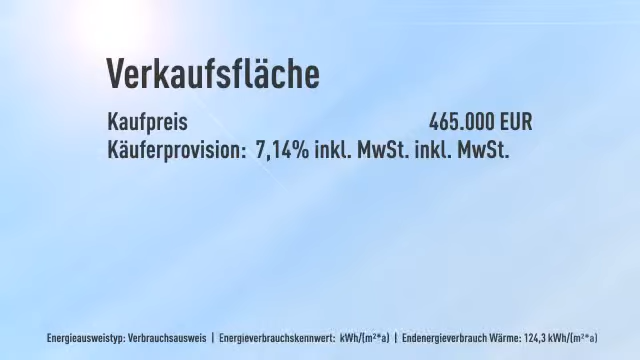 Verkaufsfläche
Kaufpreis 465.000 EUR
Käuferprovision: 7,14% inkl. MwSt. inkl. MwSt.
Energieausweistyp: Verbrauchsausweis | Energieverbrauchskennwert: kWh/(m²*a) | Endenergieverbrauch Wärme: 124,3 kWh/(m²*a)